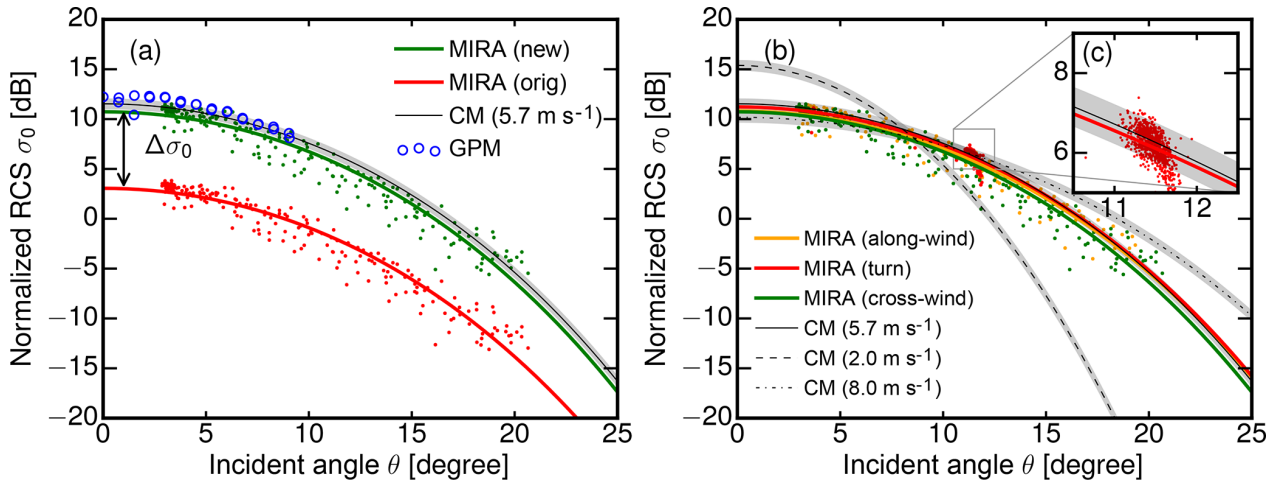 (a)
MIRA (new)
MIRA (orig)
CM (5.7 m s-1)
GPM
Δσ0
Normalized RCS σ0 [dB]
20
15
10
5
0
−5
−10
−15
−20
0 5 10 15 20 25
Incident angle θ [degree]
(b)
(c)
8
6
11 12
MIRA (along-wind)
MIRA (turn)
MIRA (cross-wind)
CM (5.7 m s-1)
CM (2.0 m s-1)
CM (8.0 m s-1)
Normalized RCS σ0 [dB]
20
15
10
5
0
−5
−10
−15
−20
0 5 10 15 20 25
Incident angle θ [degree]